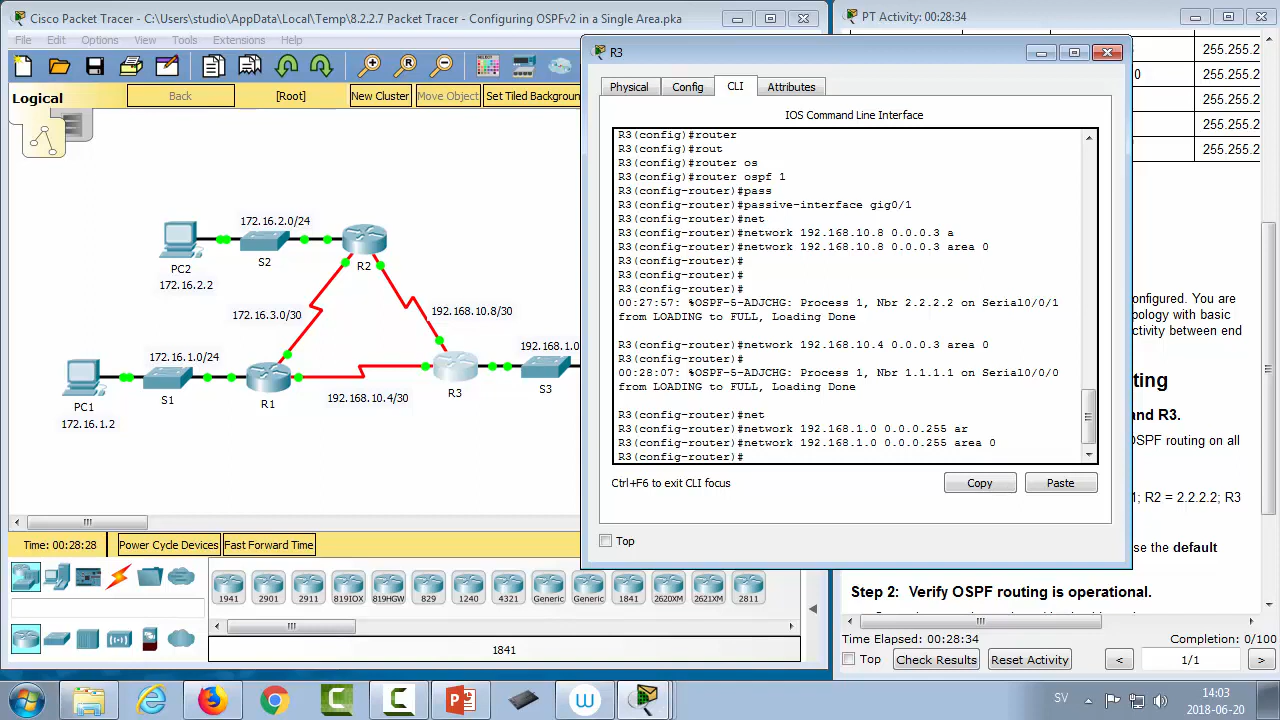 Cisco Packet Tracer - C:\Users\studio\AppData\Local\Temp\8.2.2.7 Packet Tracer - Configuring OSPFv2 in a Single Area.pka
File Edit Options View Tools Extensions Help
Logical
Back
[Root]
New Cluster
Move Object
Set Tiled Backgroun
172.16.2.0/24
S2
R2
PC2
172.16.2.2
172.16.3.0/30
192.168.10.8/30
172.16.1.0/24
192.168.1.0
S1
R1
R3
S3
PC1
172.16.1.2
192.168.10.4/30
Time: 00:28:28
Power Cycle Devices
Fast Forward Time
1941 2901 2911 819IOX 819HGW 829 1240 4321 Generic Generic 1841 2620XM 2621XM 2811
1841
R3
Physical Config CLI Attributes
IOS Command Line Interface
R3(config)#router
R3(config)#rout
R3(config)#router os
R3(config)#router ospf 1
R3(config-router)#pass
R3(config-router)#passive-interface gig0/1
R3(config-router)#net
R3(config-router)#network 192.168.10.8 0.0.0.3 a
R3(config-router)#network 192.168.10.8 0.0.0.3 area 0
R3(config-router)#
R3(config-router)#
R3(config-router)#
00:27:57: %OSPF-5-ADJCHG: Process 1, Nbr 2.2.2.2 on Serial0/0/1
from LOADING to FULL, Loading Done
R3(config-router)#network 192.168.10.4 0.0.0.3 area 0
R3(config-router)#
00:28:07: %OSPF-5-ADJCHG: Process 1, Nbr 1.1.1.1 on Serial0/0/0
from LOADING to FULL, Loading Done
R3(config-router)#net
R3(config-router)#network 192.168.1.0 0.0.0.255 ar
R3(config-router)#network 192.168.1.0 0.0.0.255 area 0
R3(config-router)#
Ctrl+F6 to exit CLI focus
Copy
Paste
Top
PT Activity: 00:28:34
255.255.2
0 255.255.2
255.255.2
255.255.2
255.255.2
configured. You are
pology with basic
ctivity between end
ting
nd R3.
OSPF routing on all
1; R2 = 2.2.2.2; R3
se the default
Step 2: Verify OSPF routing is operational.
Time Elapsed: 00:28:34
Completion: 0/100
Top
Check Results
Reset Activity
<
1/1
>
SV
14:03
2018-06-20